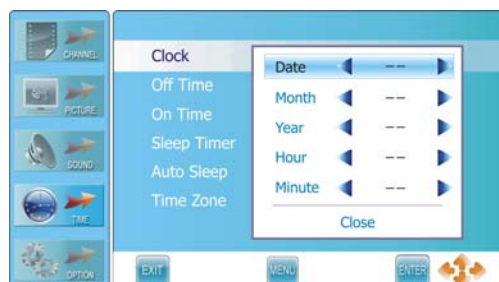 CHANNEL
PICTURE
SOUND
TIME
OPTION
Clock
Off Time
On Time
Sleep Timer
Auto Sleep
Time Zone
Date --
Month --
Year --
Hour --
Minute --
Close
EXIT
MENU
ENTER